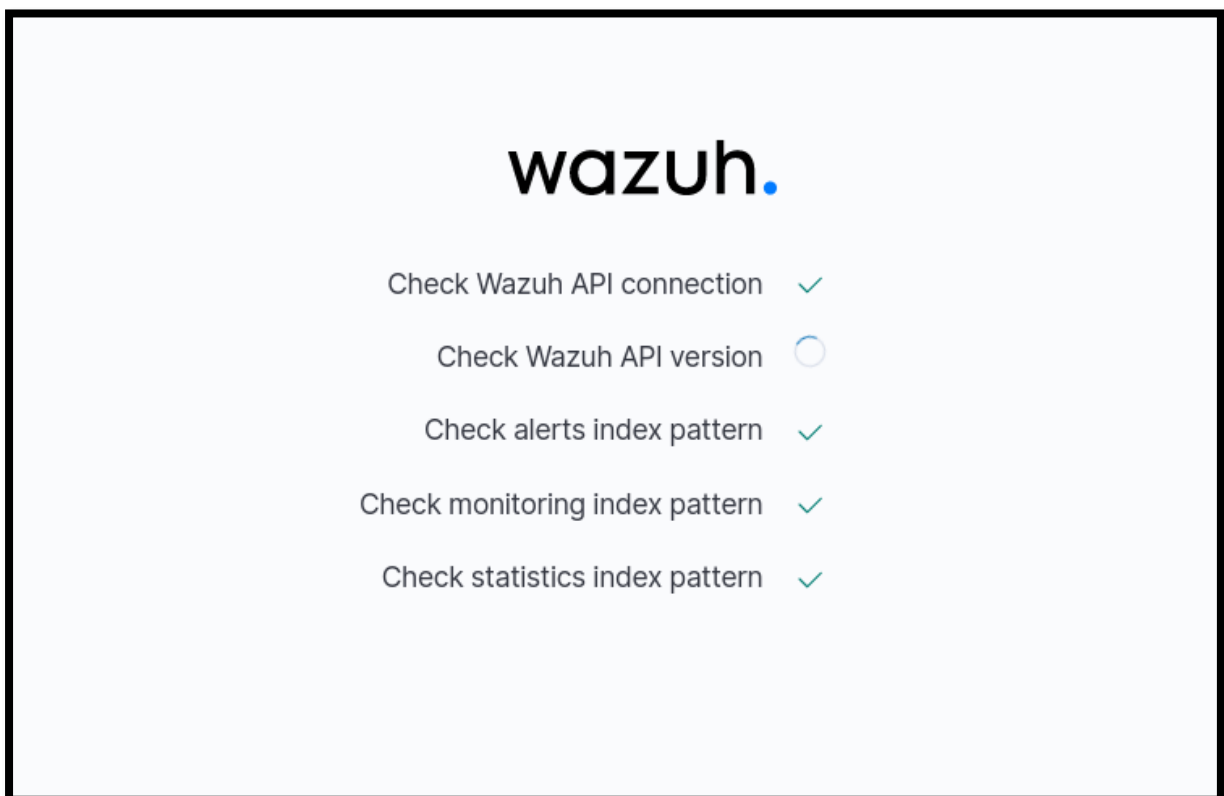 wazuh.
Check Wazuh API connection
Check Wazuh API version
Check alerts index pattern
Check monitoring index pattern
Check statistics index pattern